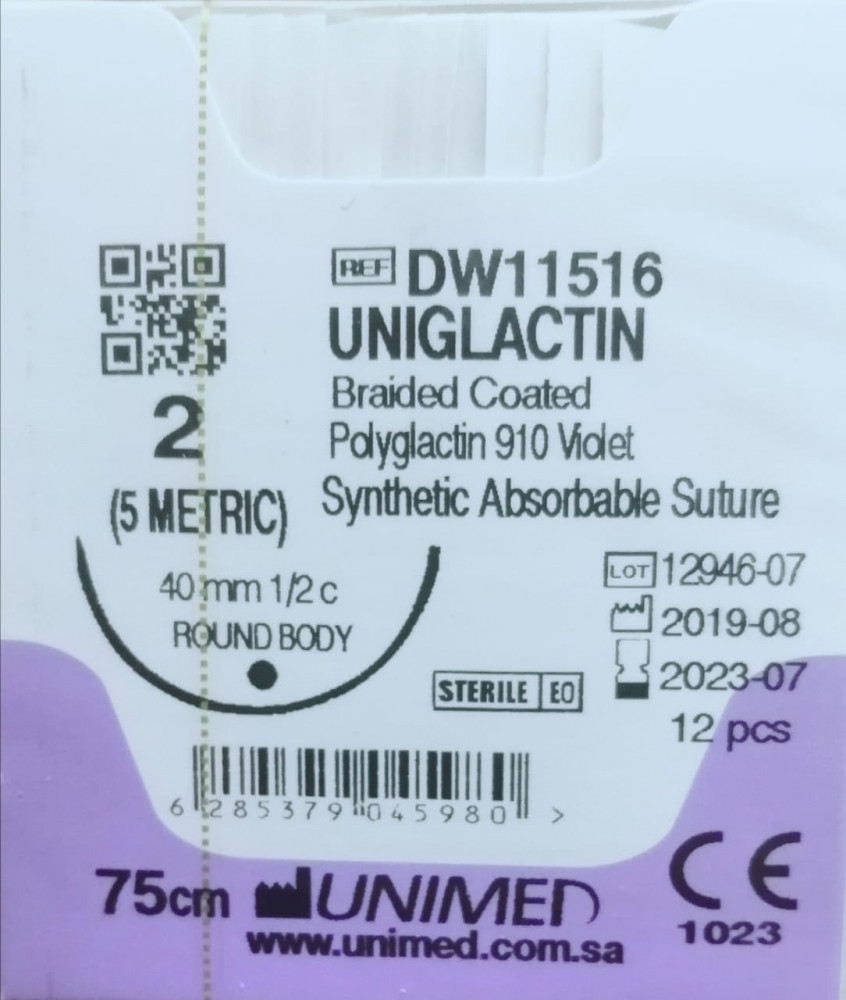 REF DW11516
UNIGLACTIN
Braided Coated
Polyglactin 910 Violet
Synthetic Absorbable Suture
2
(5 METRIC)
40 mm 1/2 c
ROUND BODY
LOT 12946-07
2019-08
2023-07
12 pcs
STERILE EO
6 285379 045980 >
75cm UNIMED
www.unimed.com.sa
CE
1023